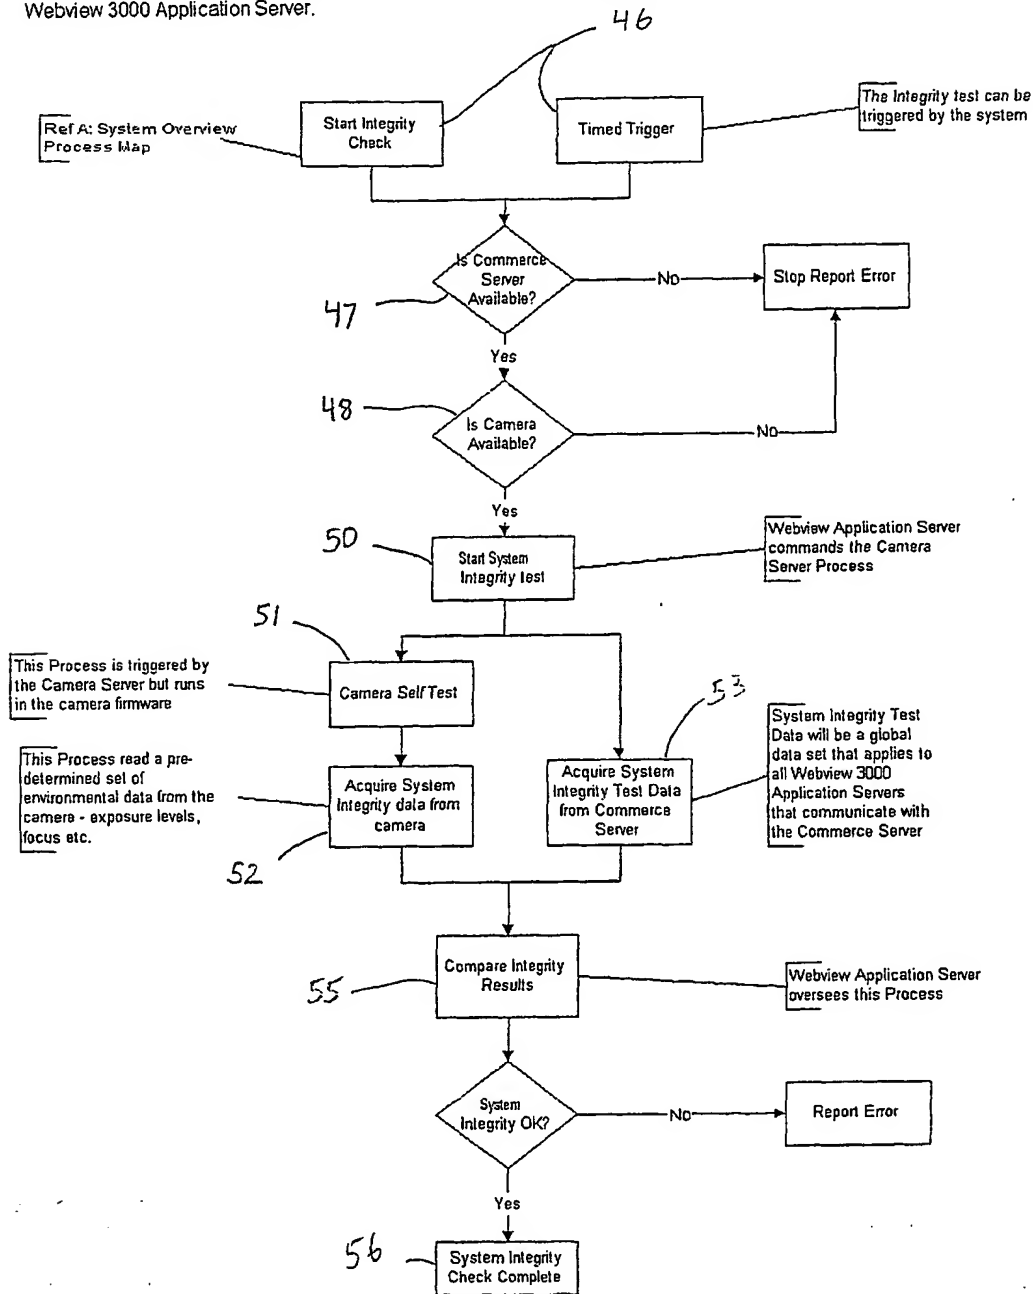 Webview 3000 Application Server.
46
Ref A: System Overview
Process Map
Start Integrity
Check
Timed Trigger
The Integrity test can be
triggered by the system
Is Commerce
Server
Available?
No
Stop Report Error
47
Yes
48
Is Camera
Available?
No
Yes
50
Start System
Integrity test
Webview Application Server
commands the Camera
Server Process
51
This Process is triggered by
the Camera Server but runs
in the camera firmware
Camera Self Test
53
This Process read a pre-
determined set of
environmental data from the
camera - exposure levels,
focus etc.
Acquire System
Integrity data from
camera
Acquire System
Integrity Test Data
from Commerce
Server
System Integrity Test
Data will be a global
data set that applies to
all Webview 3000
Application Servers
that communicate with
the Commerce Server
52
Compare Integrity
Results
55
Webview Application Server
oversees this Process
System
Integrity OK?
No
Report Error
Yes
56
System Integrity
Check Complete